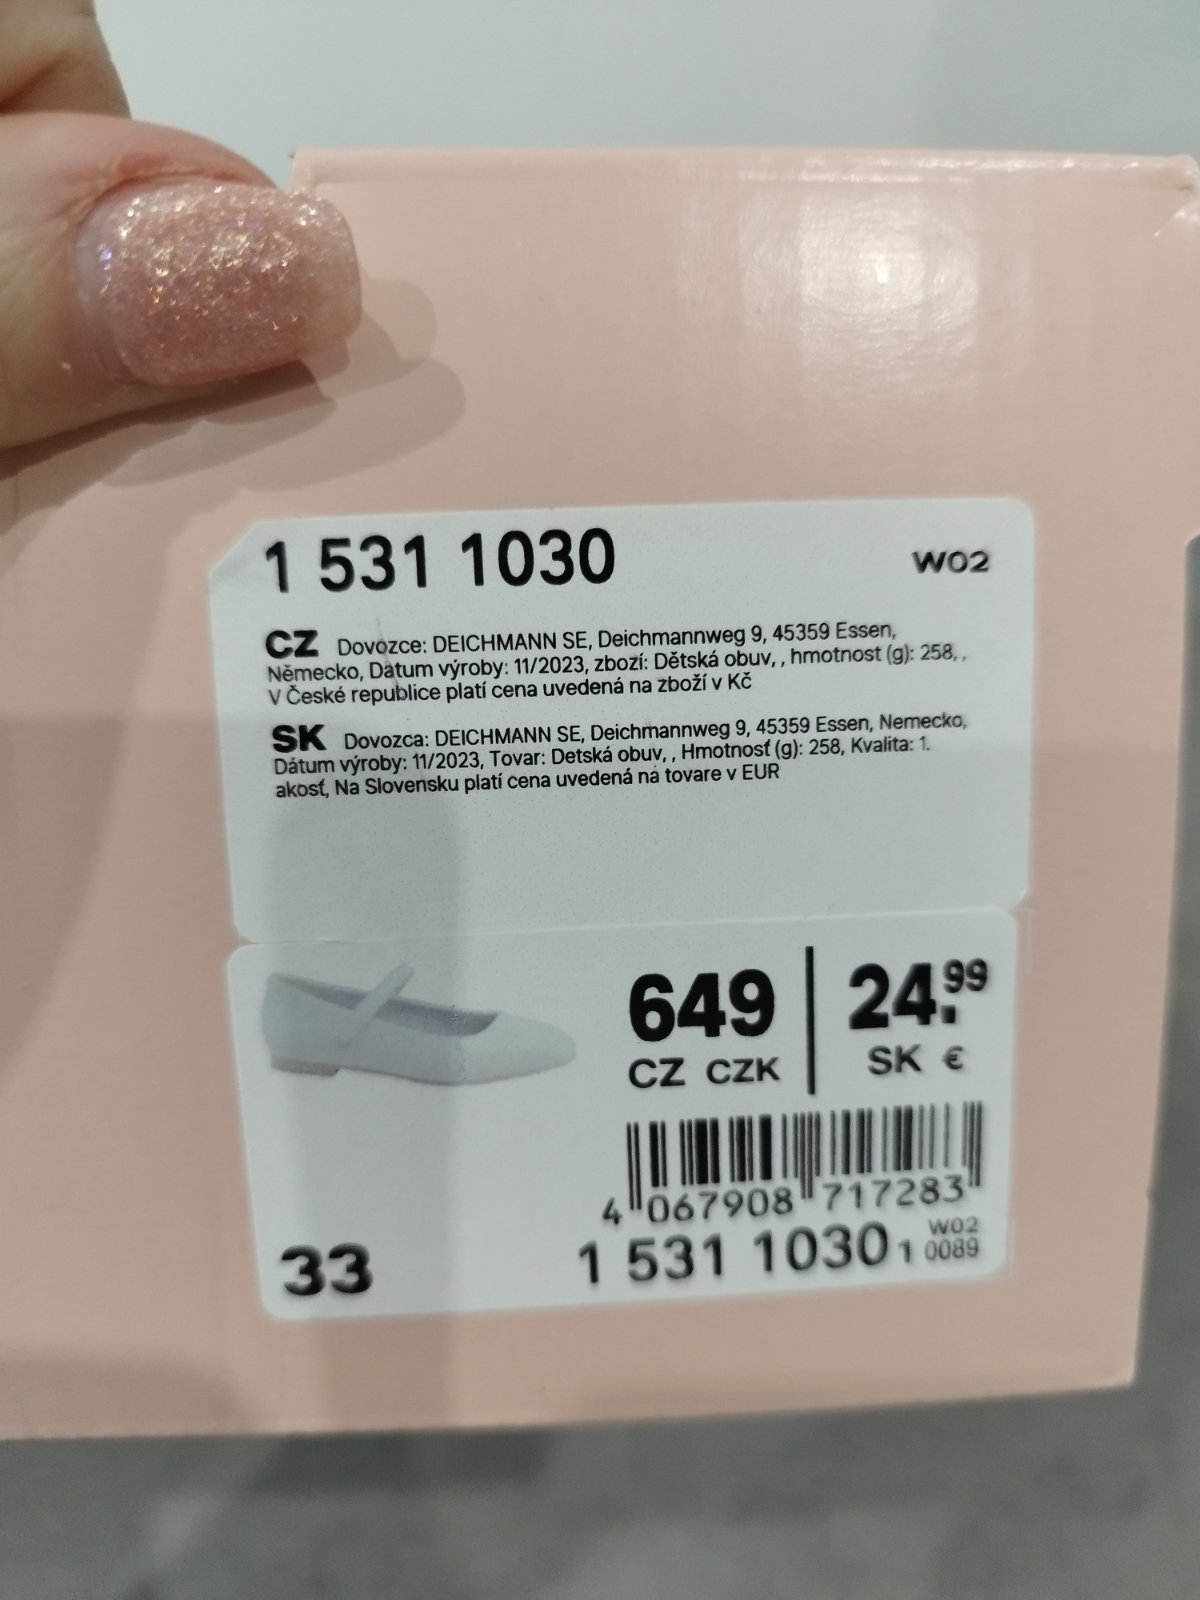 1 531 1030 W02
CZ Dovozce: DEICHMANN SE, Deichmannweg 9, 45359 Essen,
Německo, Datum výroby: 11/2023, zbozí: Dětská obuv, , hmotnost (g): 258, ,
V České republice platí cena uvedená na zboží v Kč
SK Dovozca: DEICHMANN SE, Deichmannweg 9, 45359 Essen, Nemecko,
Dátum výroby: 11/2023, Tovar: Detská obuv, , Hmotnosť (g): 258, Kvalita: 1.
akosť, Na Slovensku platí cena uvedená na tovare v EUR
649 24.99
CZ CZK SK €
4 067908 717283
33 1 531 1030 1 W02 0089